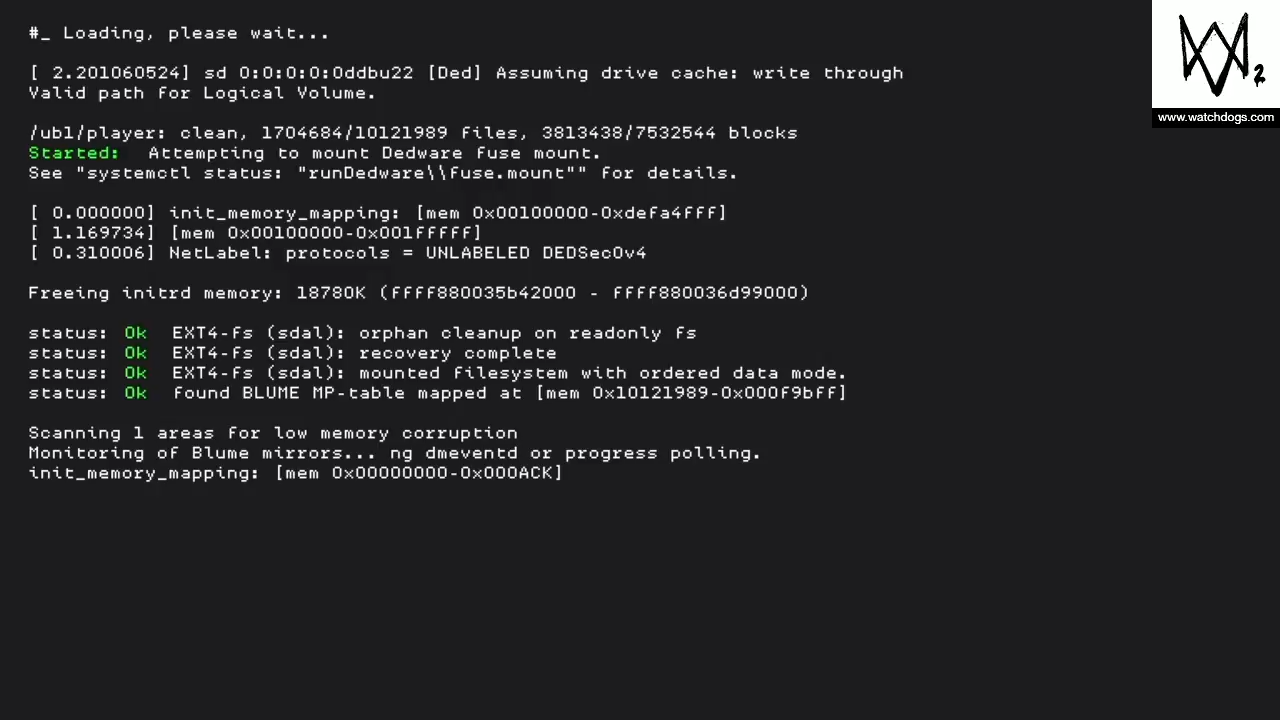 #_ Loading, please wait...
[ 2.201060524] sd 0:0:0:0:0ddbu22 [Ded] Assuming drive cache: write through
Valid path for Logical Volume.
/ubl/player: clean, 1704684/10121989 files, 3813438/7532544 blocks
Started: Attempting to mount Dedware fuse mount.
See "systemctl status: "runDedware\\fuse.mount"" for details.
[ 0.000000] init_memory_mapping: [mem 0x00100000-0xdefa4fff]
[ 1.169734] [mem 0x00100000-0x001fffff]
[ 0.310006] NetLabel: protocols = UNLABELED DEDSecOv4
Freeing initrd memory: 18780K (ffff880035b42000 - ffff880036d99000)
status: Ok EXT4-fs (sdal): orphan cleanup on readonly fs
status: Ok EXT4-fs (sdal): recovery complete
status: Ok EXT4-fs (sdal): mounted filesystem with ordered data mode.
status: Ok found BLUME MP-table mapped at [mem 0x10121989-0x000f9bff]
Scanning 1 areas for low memory corruption
Monitoring of Blume mirrors... ng dmeventd or progress polling.
init_memory_mapping: [mem 0x00000000-0x000ACK]
2
www.watchdogs.com